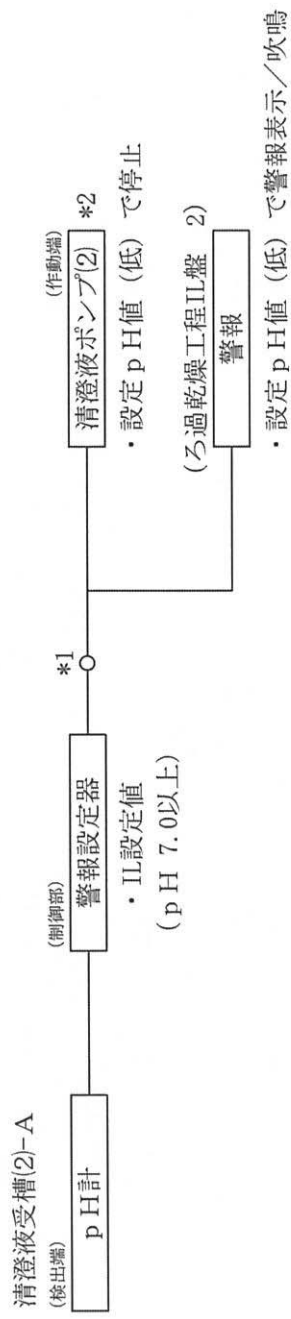 清澄液受槽(2)-A
(検出端)
pH計
(制御部)
警報設定器
・IL設定値
(pH 7.0以上)
*1
(作動端)
清澄液ポンプ(2) *2
・設定pH値(低)で停止
(ろ過乾燥工程IL盤 2)
警報
・設定pH値(低)で警報表示/吹鳴